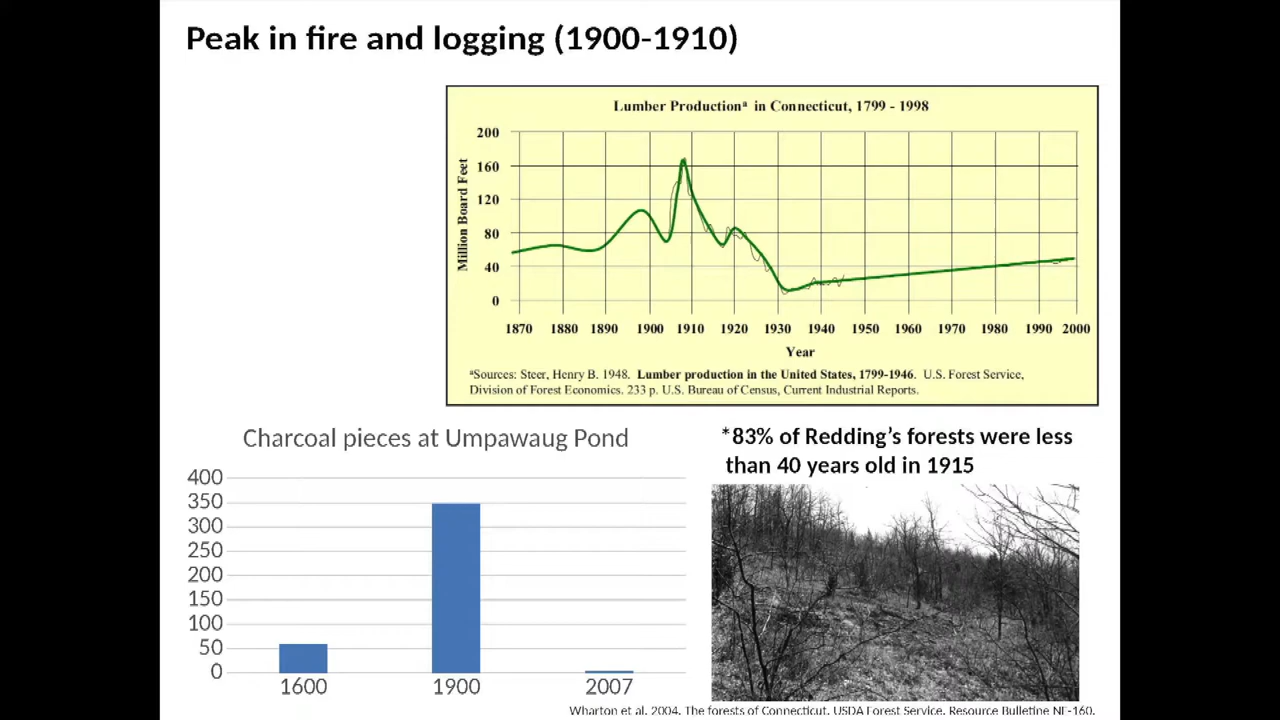 Peak in fire and logging (1900-1910)
Lumber Productionᵃ in Connecticut, 1799 - 1998
Million Board Feet
200
160
120
80
40
0
1870 1880 1890 1900 1910 1920 1930 1940 1950 1960 1970 1980 1990 2000
Year
ᵃSources: Steer, Henry B. 1948. Lumber production in the United States, 1799-1946. U.S. Forest Service,
Division of Forest Economics. 233 p. U.S. Bureau of Census, Current Industrial Reports.
Charcoal pieces at Umpawaug Pond
400
350
300
250
200
150
100
50
0
1600 1900 2007
*83% of Redding’s forests were less
than 40 years old in 1915
Wharton et al. 2004. The forests of Connecticut. USDA Forest Service. Resource Bulletine NE-160.